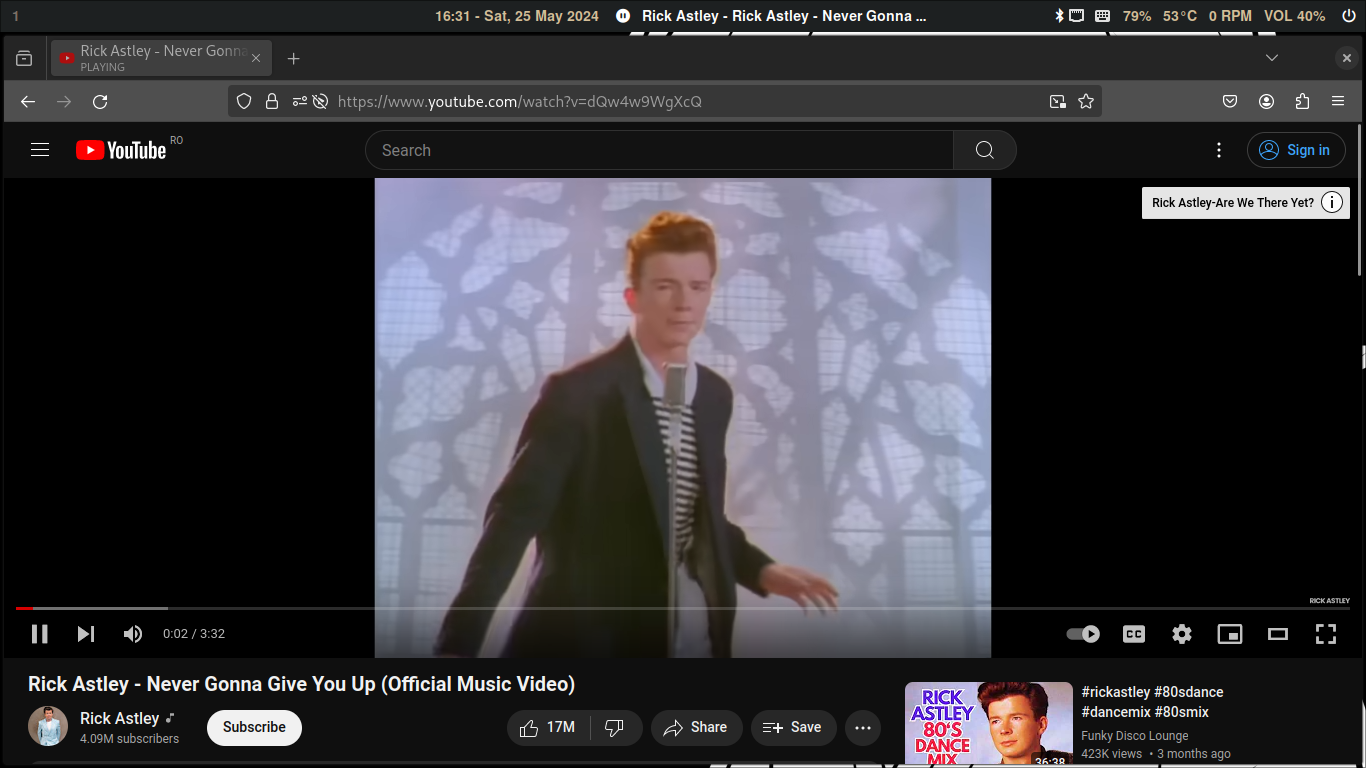 1
16:31 - Sat, 25 May 2024
Rick Astley - Rick Astley - Never Gonna ...
79%
53°C
0 RPM
VOL 40%
Rick Astley - Never Gonna
PLAYING
https://www.youtube.com/watch?v=dQw4w9WgXcQ
YouTube
RO
Search
Sign in
Rick Astley-Are We There Yet?
RICK ASTLEY
0:02 / 3:32
CC
Rick Astley - Never Gonna Give You Up (Official Music Video)
Rick Astley
4.09M subscribers
Subscribe
17M
Share
Save
RICK
ASTLEY
80'S
DANCE
MIX
36:38
#rickastley #80sdance
#dancemix #80smix
Funky Disco Lounge
423K views • 3 months ago